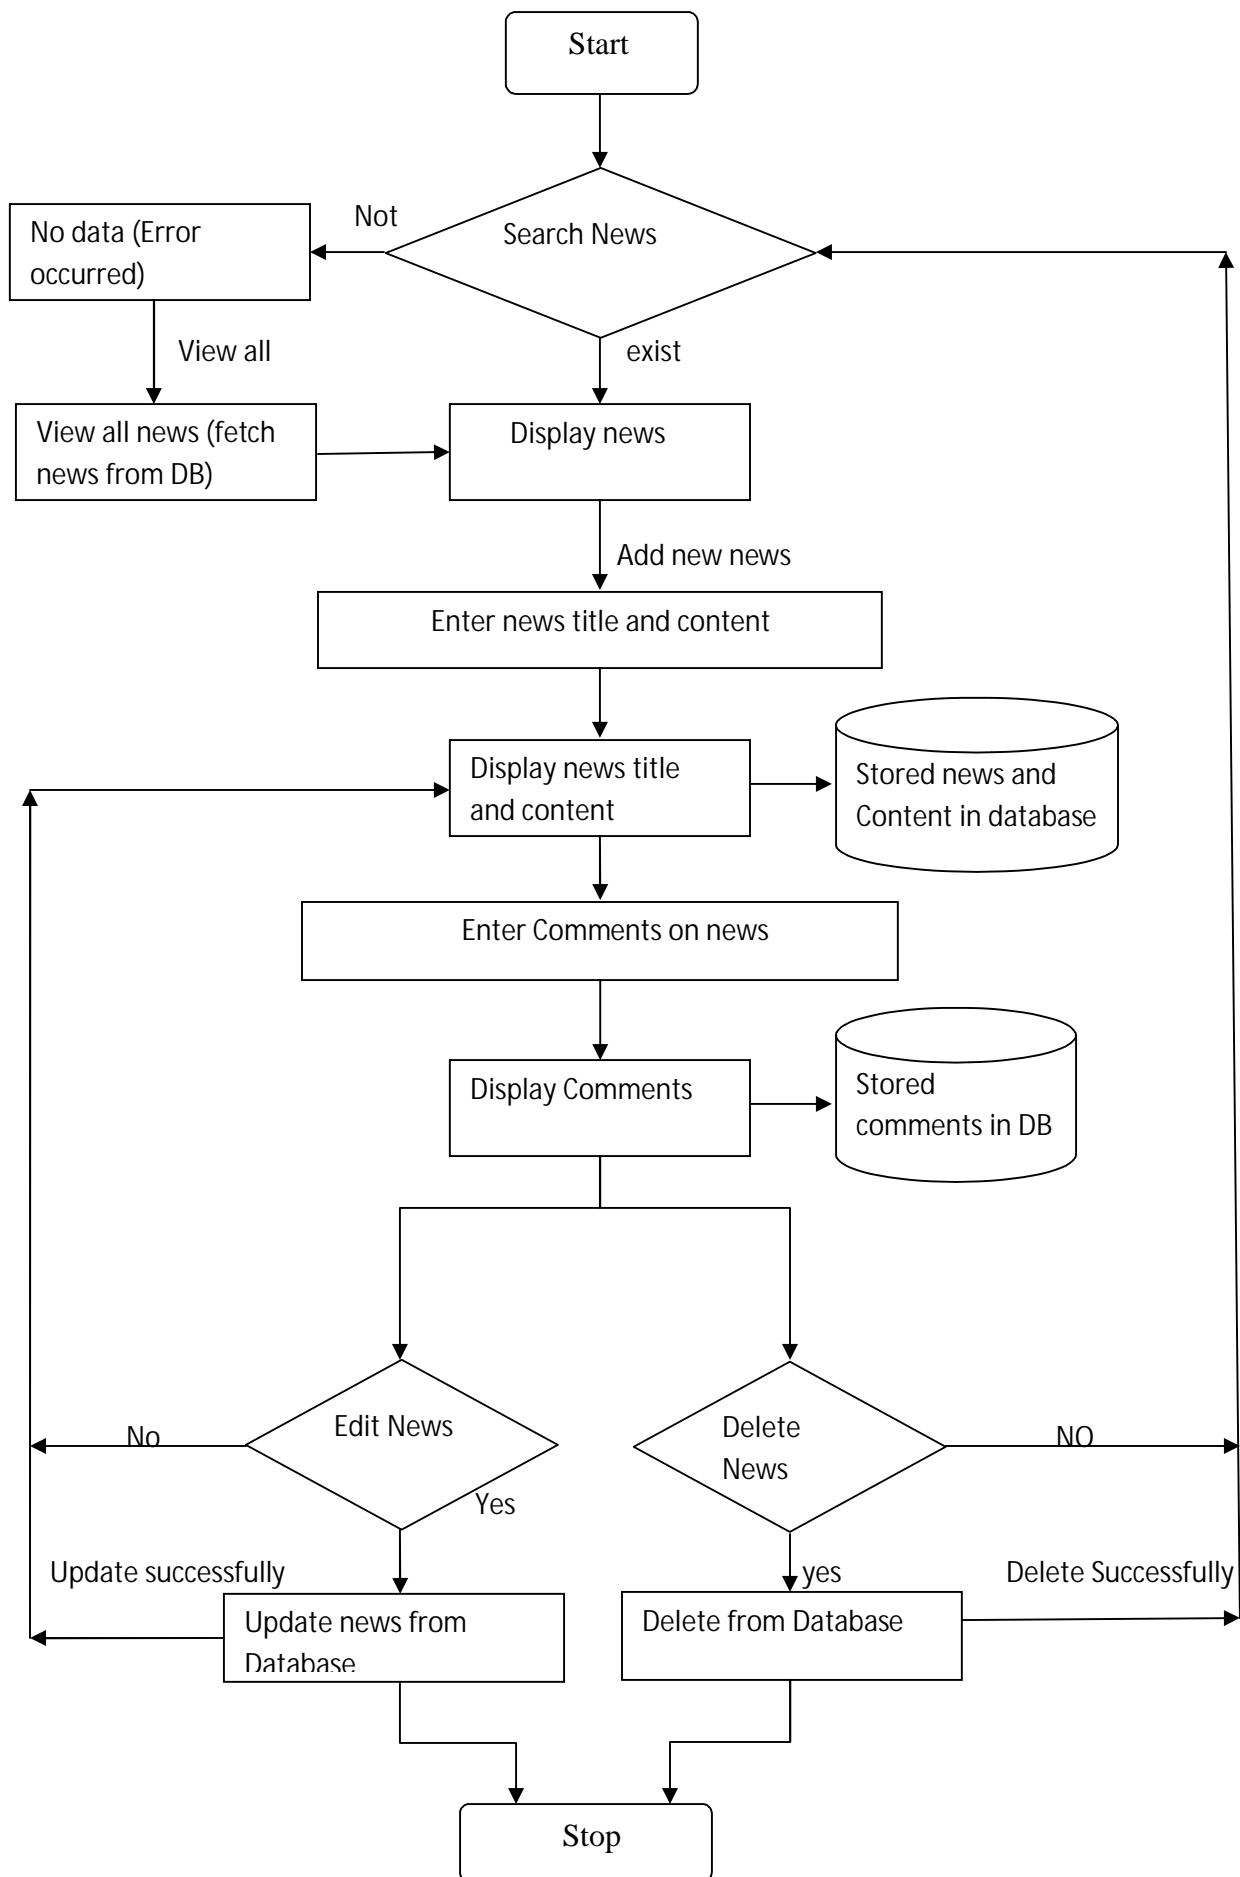 Start
Search News
Not
No data (Error
occurred)
View all
exist
View all news (fetch
news from DB)
Display news
Add new news
Enter news title and content
Display news title
and content
Stored news and
Content in database
Enter Comments on news
Display Comments
Stored
comments in DB
Edit News
No
Yes
Delete
News
NO
yes
Update successfully
Delete Successfully
Update news from
Database
Delete from Database
Stop